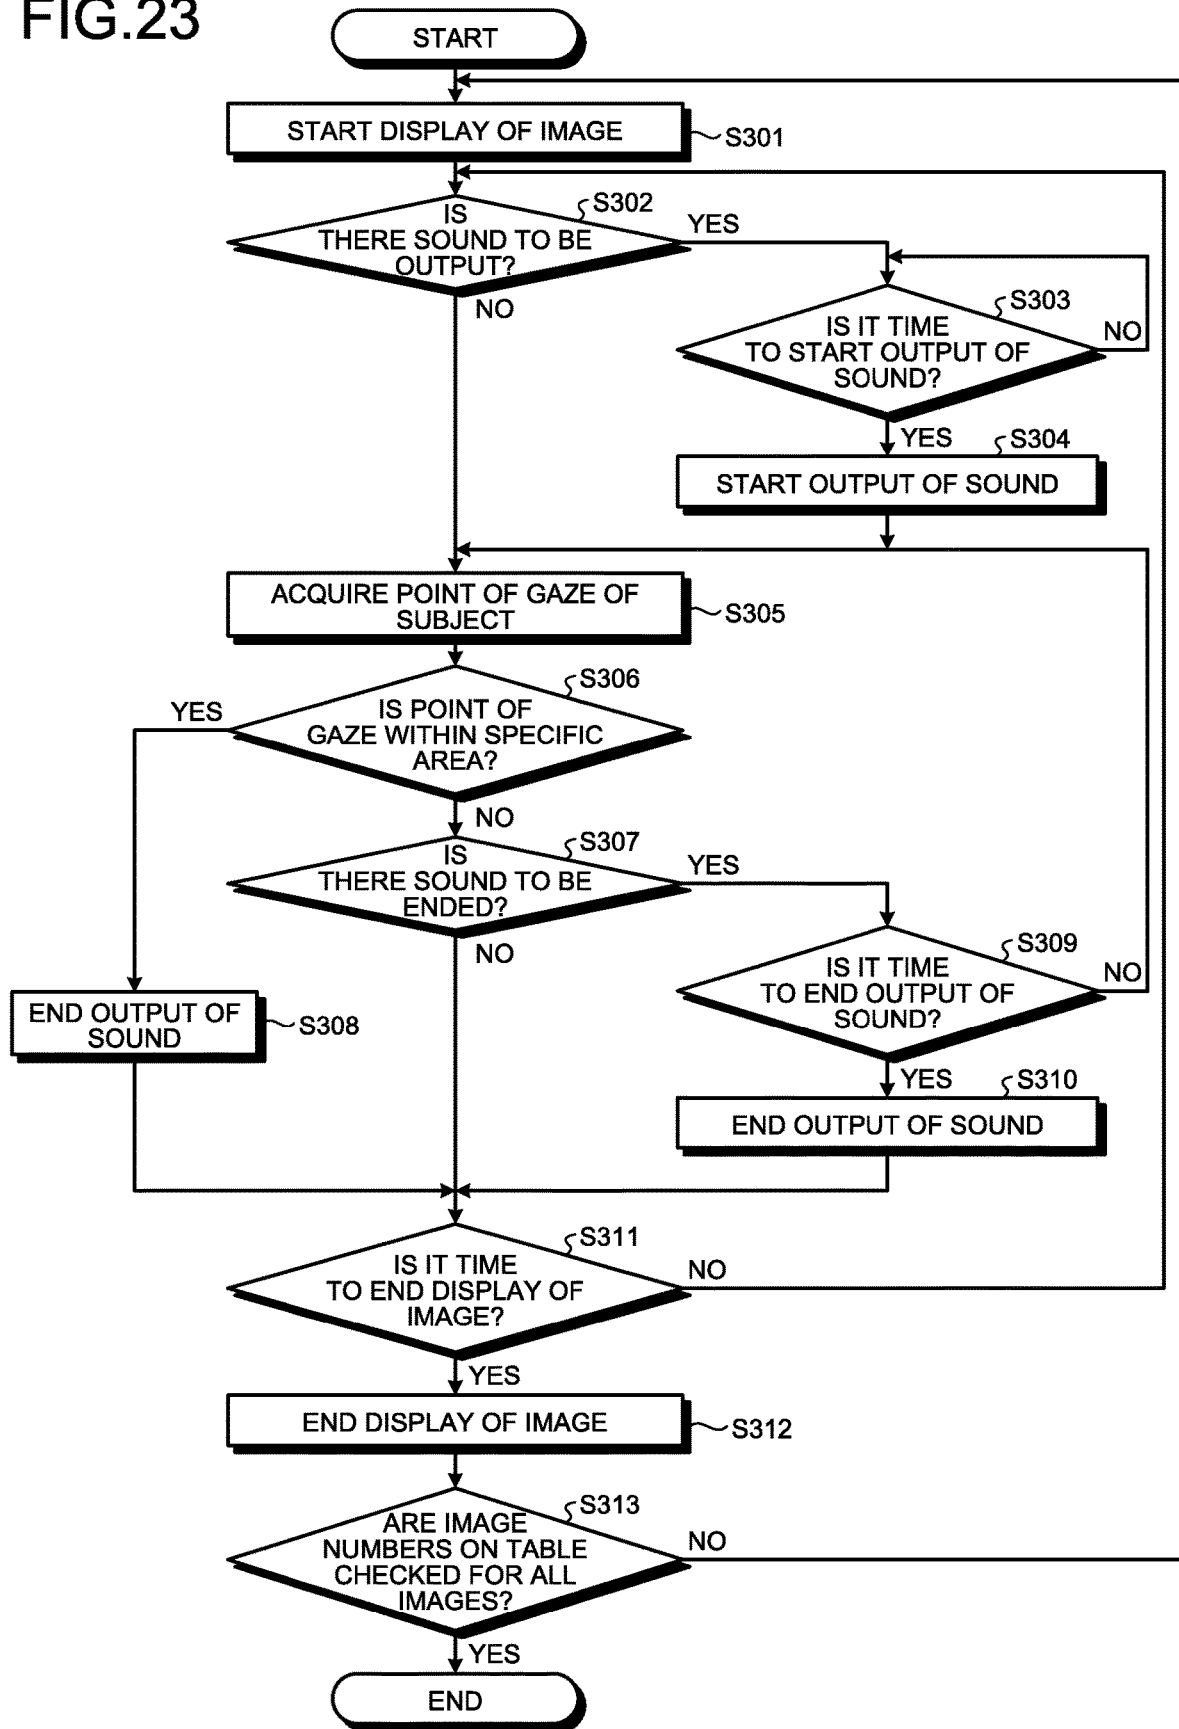 FIG.23
START
START DISPLAY OF IMAGE
S301
IS
THERE SOUND TO BE
OUTPUT?
S302
YES
NO
IS IT TIME
TO START OUTPUT OF
SOUND?
S303
NO
YES
START OUTPUT OF SOUND
S304
ACQUIRE POINT OF GAZE OF
SUBJECT
S305
IS POINT OF
GAZE WITHIN SPECIFIC
AREA?
S306
YES
NO
IS
THERE SOUND TO BE
ENDED?
S307
YES
NO
END OUTPUT OF
SOUND
S308
IS IT TIME
TO END OUTPUT OF
SOUND?
S309
NO
YES
END OUTPUT OF SOUND
S310
IS IT TIME
TO END DISPLAY OF
IMAGE?
S311
NO
YES
END DISPLAY OF IMAGE
S312
ARE IMAGE
NUMBERS ON TABLE
CHECKED FOR ALL
IMAGES?
S313
NO
YES
END